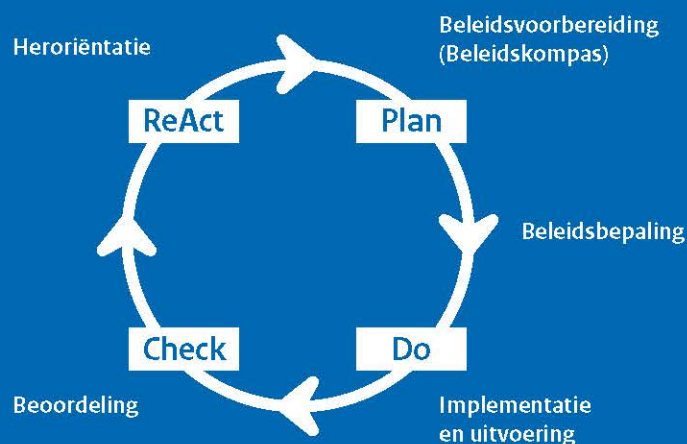 Heroriëntatie
Beleidsvoorbereiding
(Beleidskompas)
ReAct
Plan
Beleidsbepaling
Check
Do
Beoordeling
Implementatie
en uitvoering